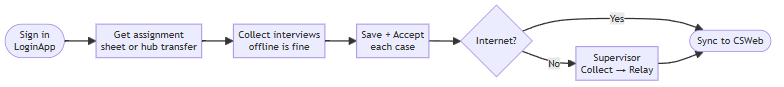 Sign in
LoginApp
Get assignment
sheet or hub transfer
Collect interviews
offline is fine
Save + Accept
each case
Internet?
Yes
No
Supervisor
Collect → Relay
Sync to CSWeb